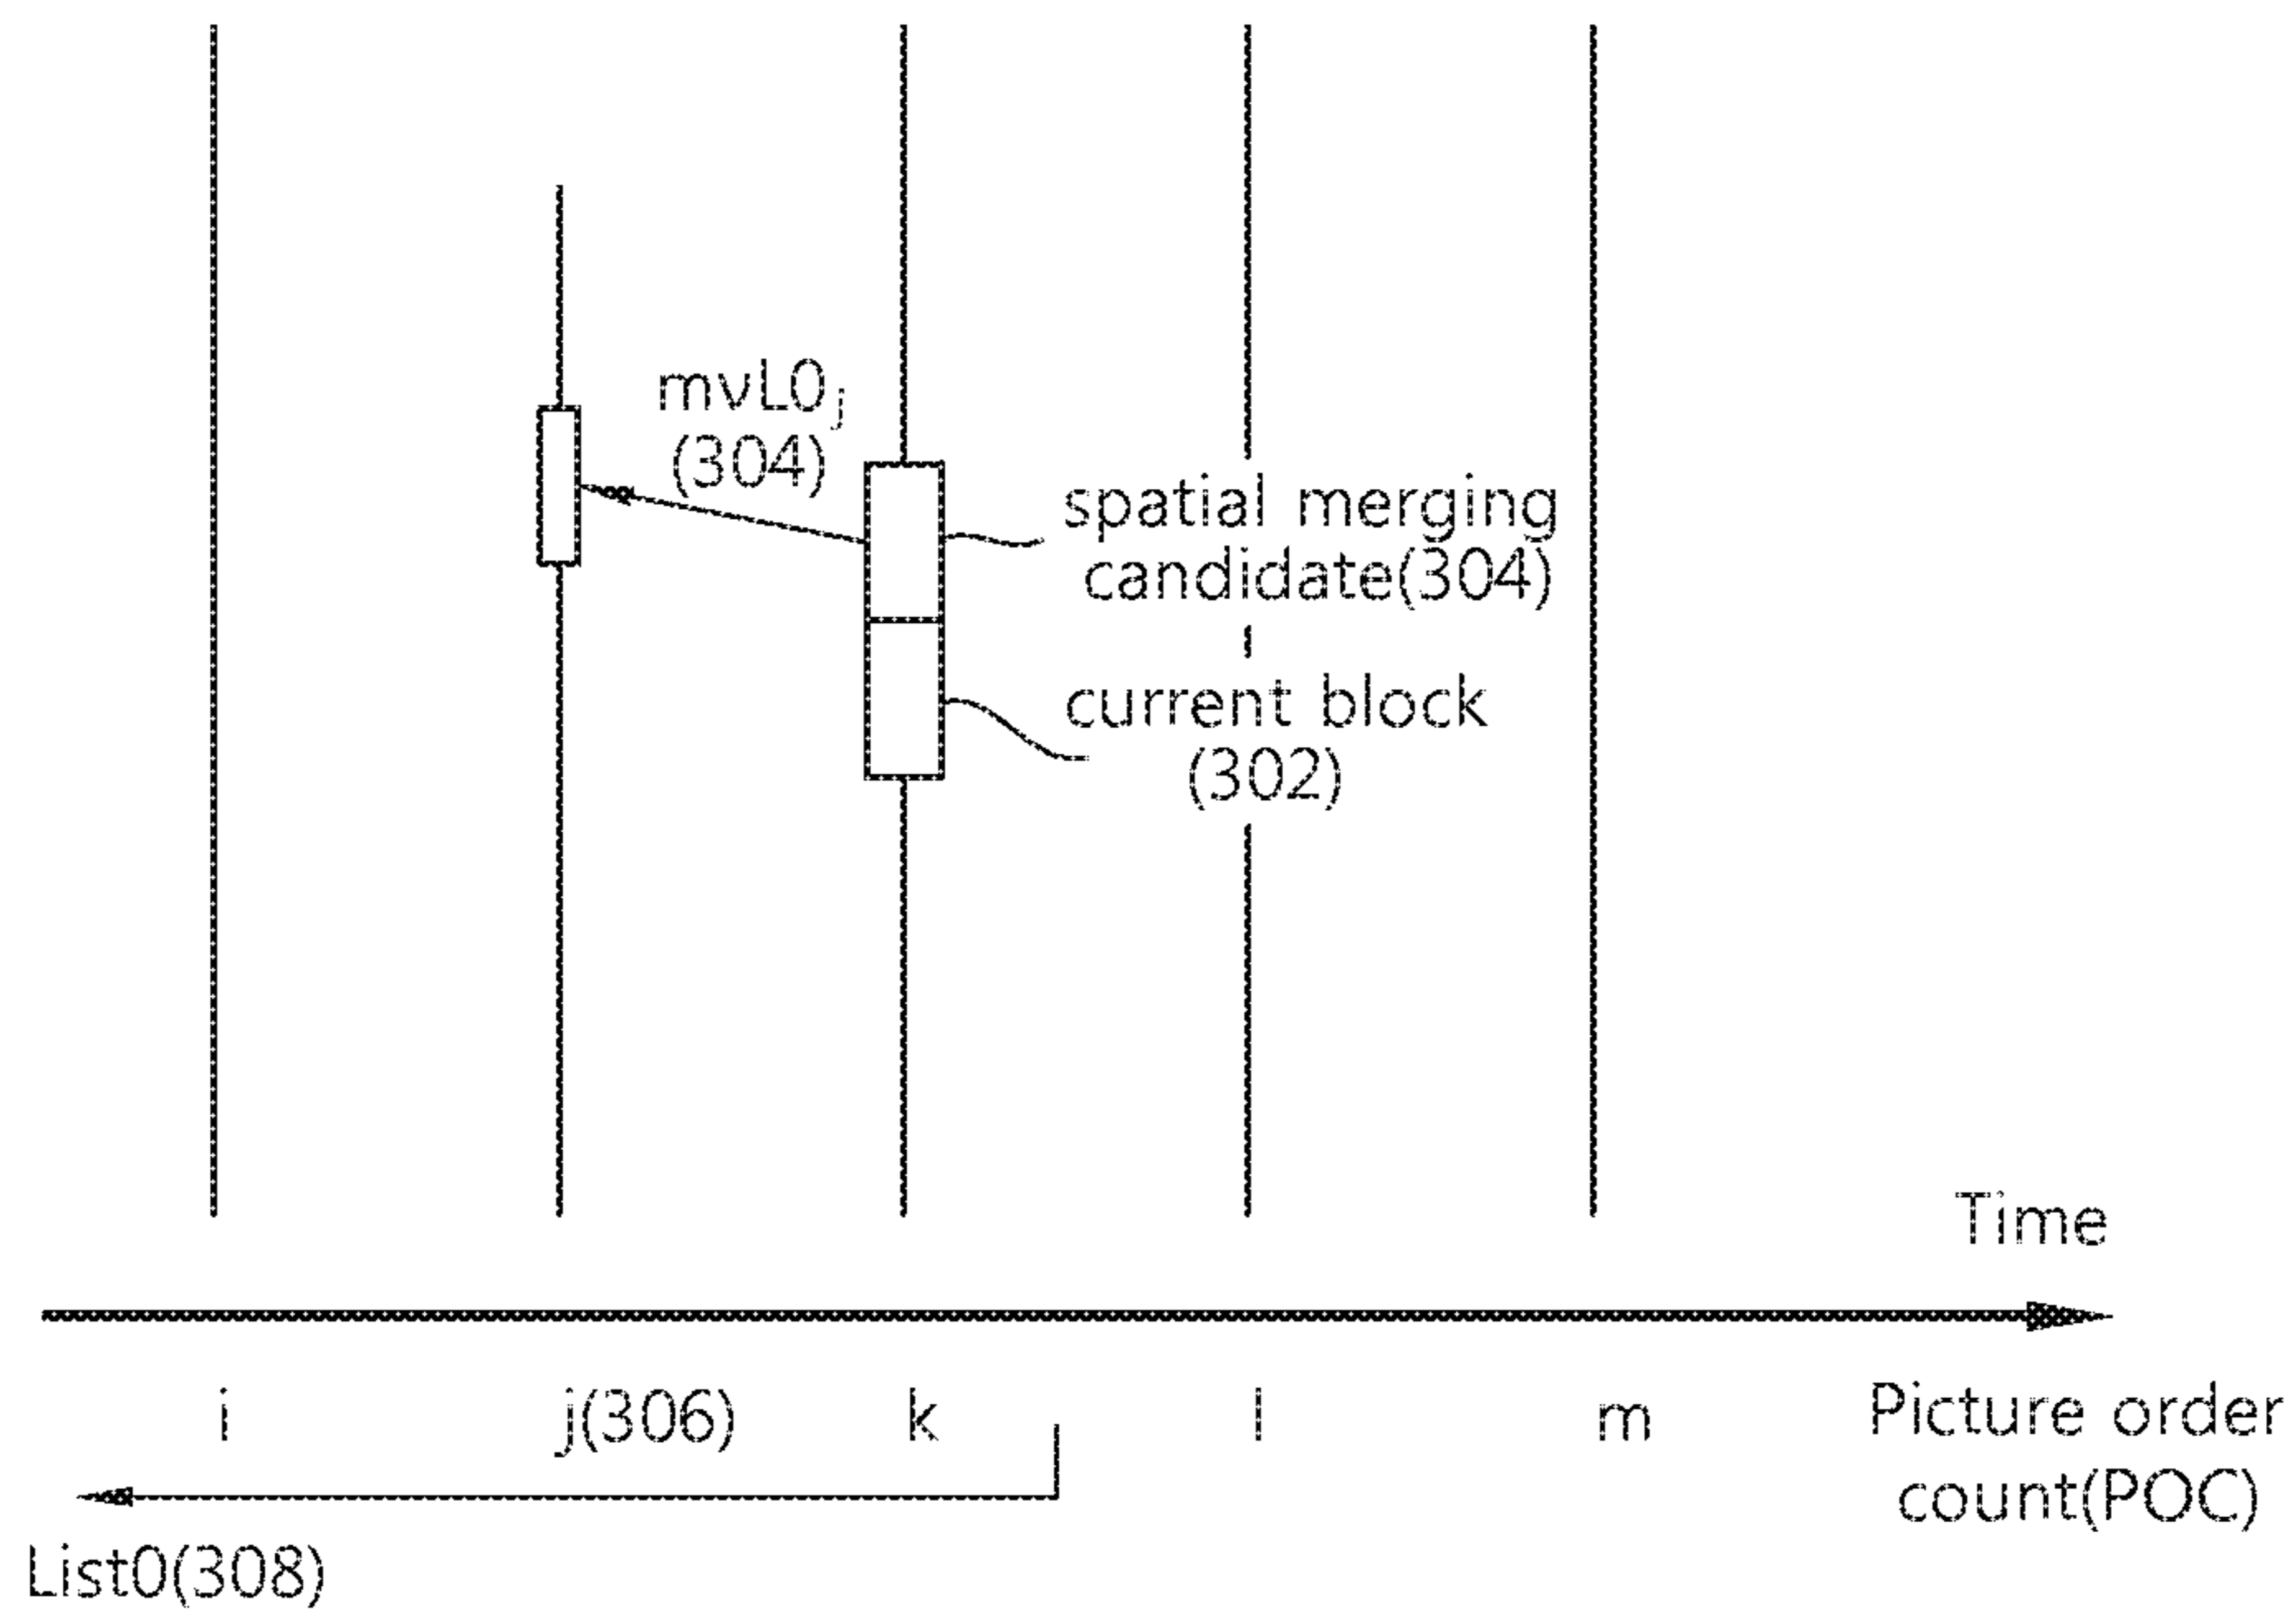 mvL0j
(304)
spatial merging
candidate(304)
current block
(302)
Time
i j(306) k l m Picture order
count(POC)
List0(308)